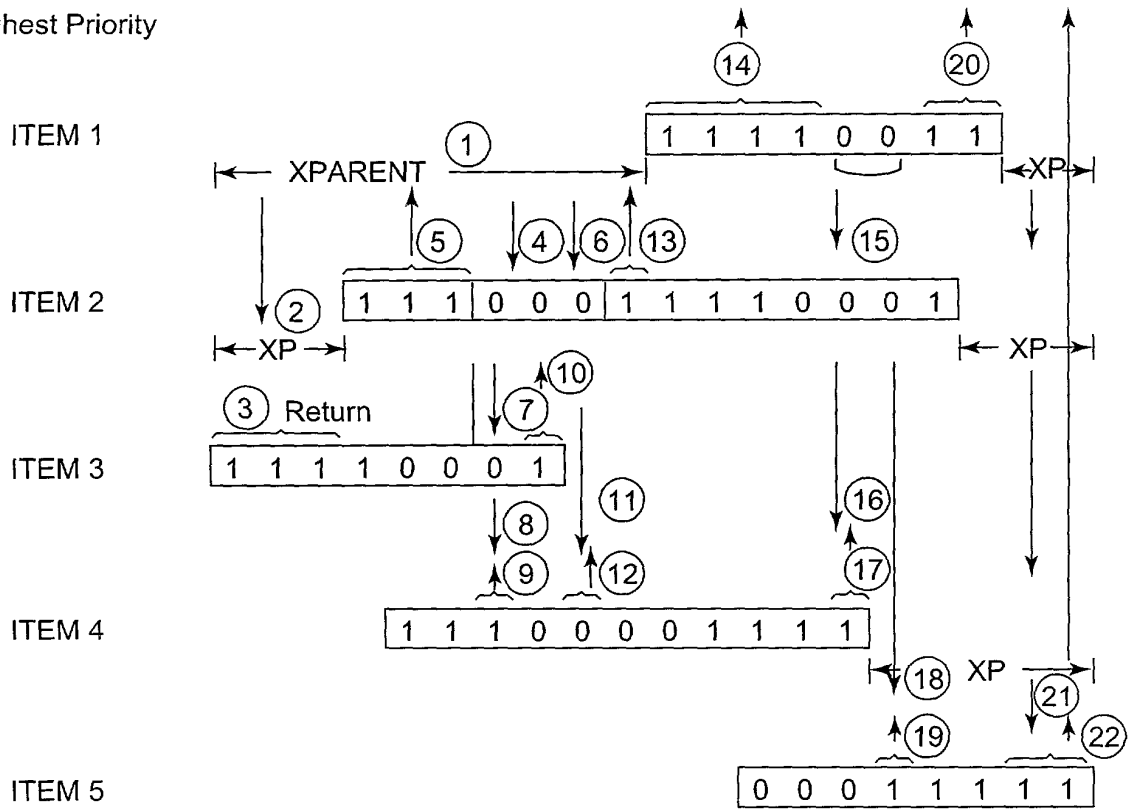 hest Priority
14 20
ITEM 1 1 1 1 1 0 0 1 1
XPARENT 1 XP
5 4 6 13 15
ITEM 2 1 1 1 0 0 0 1 1 1 1 0 0 0 1
2
XP XP
3 Return 7 10
ITEM 3 1 1 1 1 0 0 0 1
11 16
8
9 12 17
ITEM 4 1 1 1 0 0 0 0 1 1 1 1
18 XP
21
19 22
ITEM 5 0 0 0 1 1 1 1 1